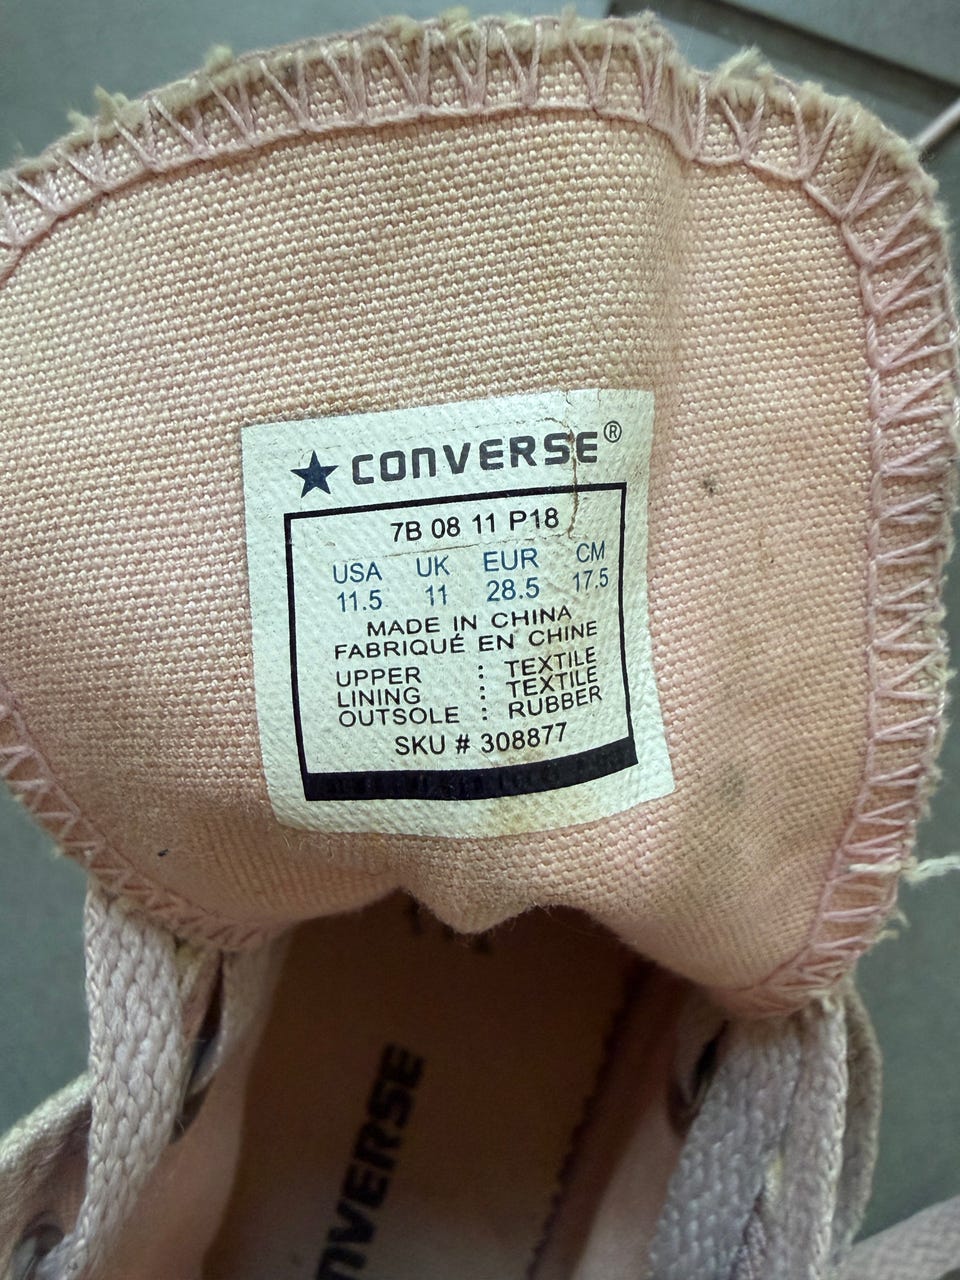 ★ CONVERSE®
7B 08 11 P18
USA UK EUR CM
11.5 11 28.5 17.5
MADE IN CHINA
FABRIQUÉ EN CHINE
UPPER : TEXTILE
LINING : TEXTILE
OUTSOLE : RUBBER
SKU # 308877
NVERSE